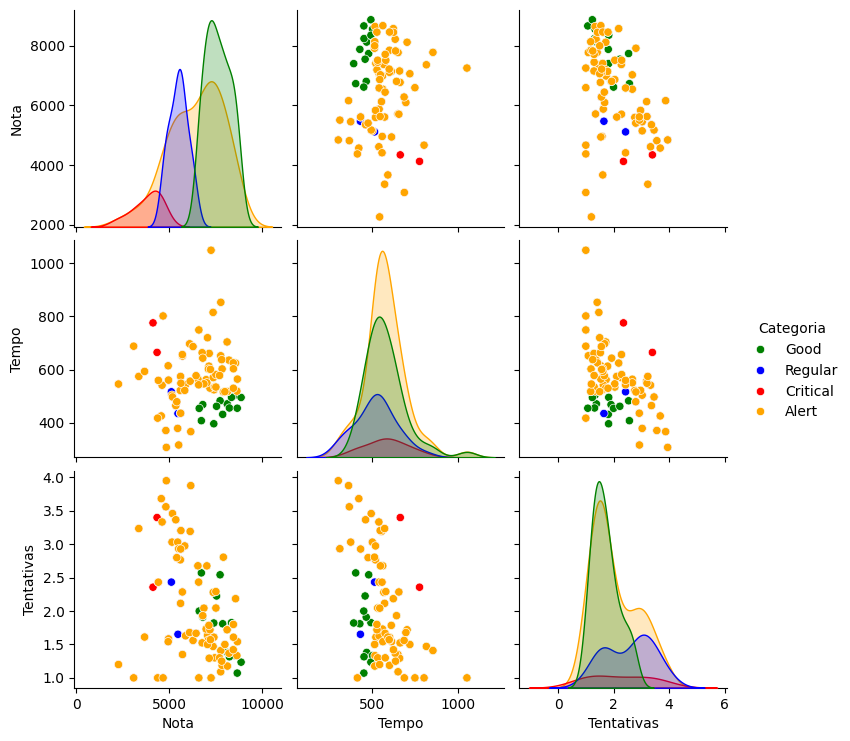 8000
6000
4000
2000
Nota
1000
800
600
400
Tempo
4.0
3.5
3.0
2.5
2.0
1.5
1.0
Tentativas
0 5000 10000
Nota
500 1000
Tempo
0 2 4 6
Tentativas
Categoria
Good
Regular
Critical
Alert